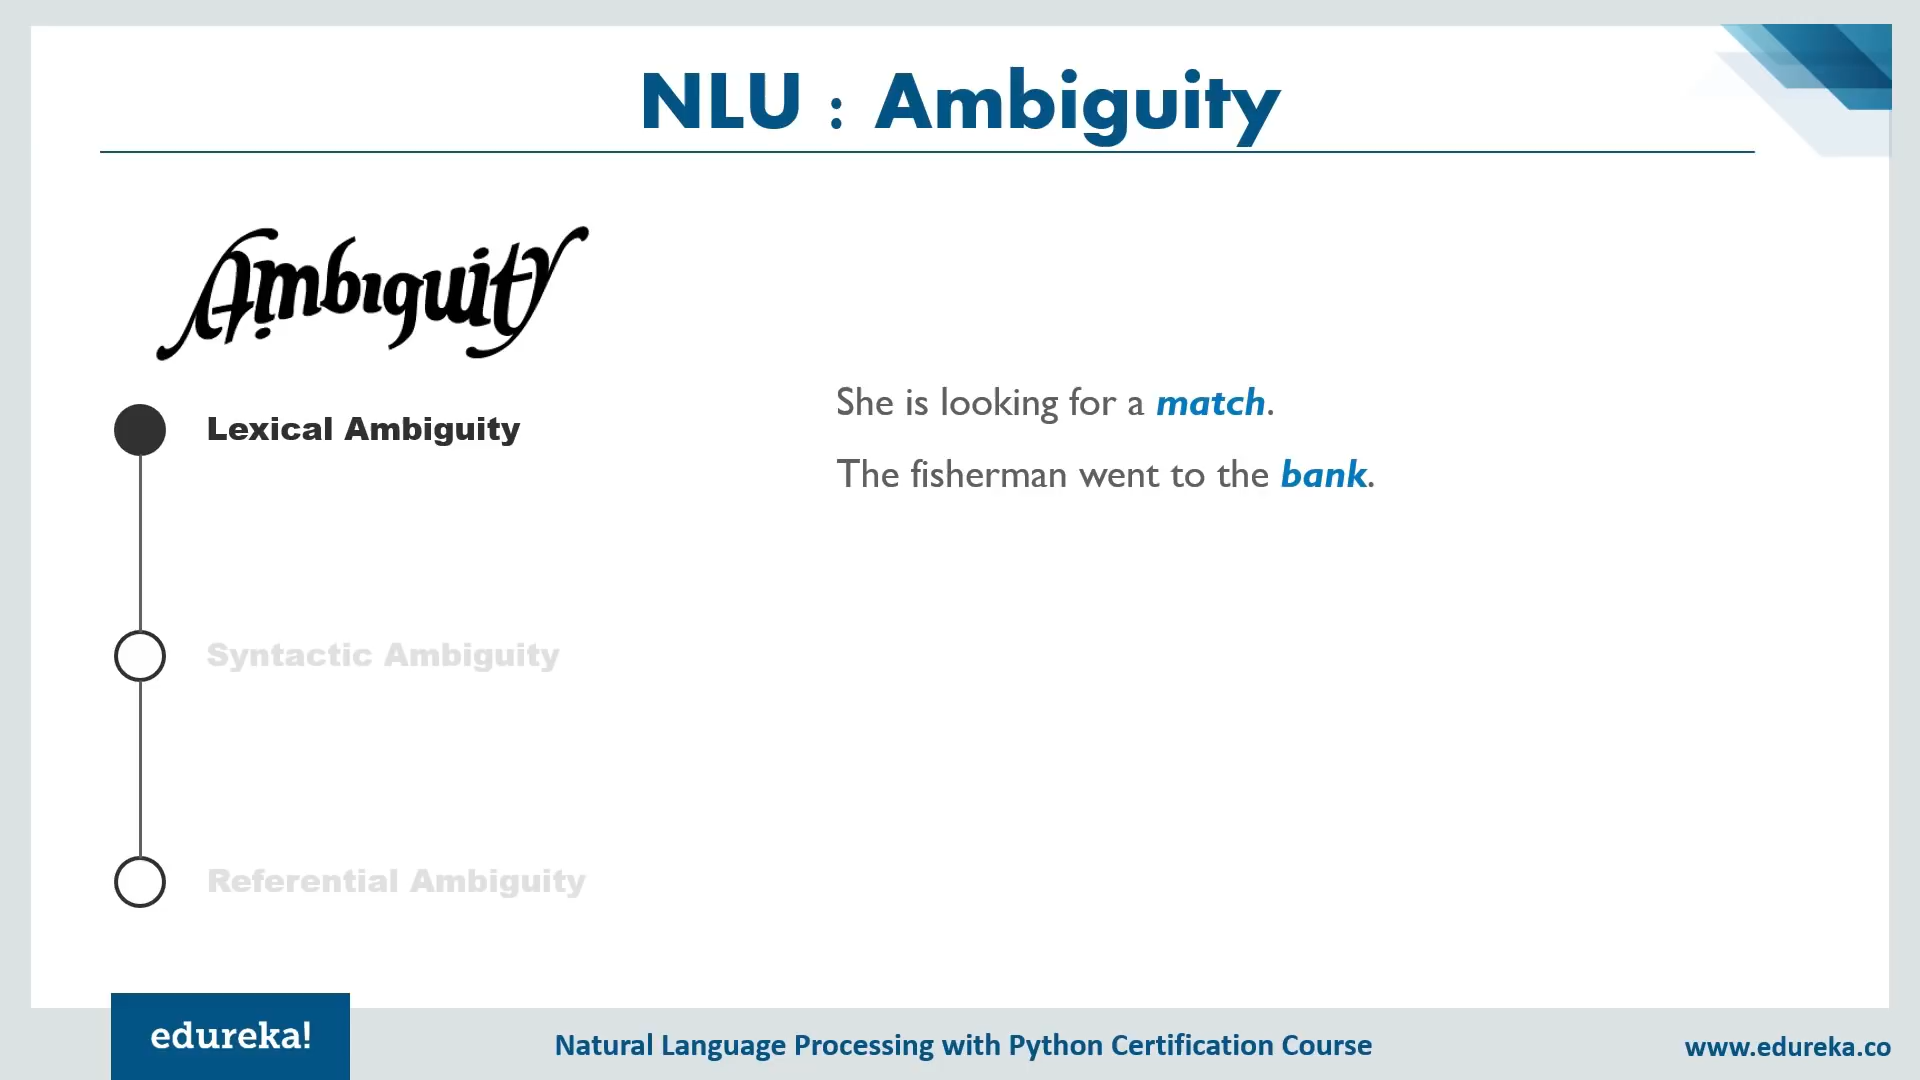 NLU : Ambiguity
Ambiguity
Lexical Ambiguity
She is looking for a match.
The fisherman went to the bank.
Syntactic Ambiguity
Referential Ambiguity
edureka!
Natural Language Processing with Python Certification Course
www.edureka.co